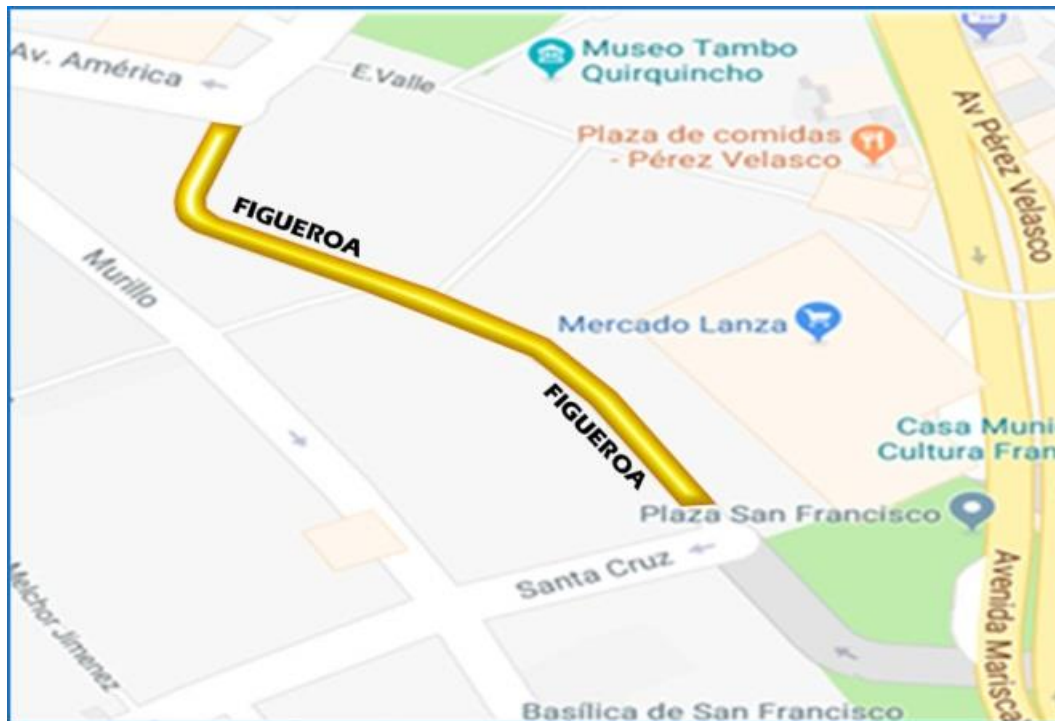 Av. América
E.Valle
Museo Tambo
Quirquincho
Plaza de comidas
- Pérez Velasco
Av Pérez Velasco
FIGUEROA
Murillo
Mercado Lanza
FIGUEROA
Casa Muni
Cultura Fran
Plaza San Francisco
Santa Cruz
Avenida Marisca
Melchor Jimenez
Basílica de San Francisco